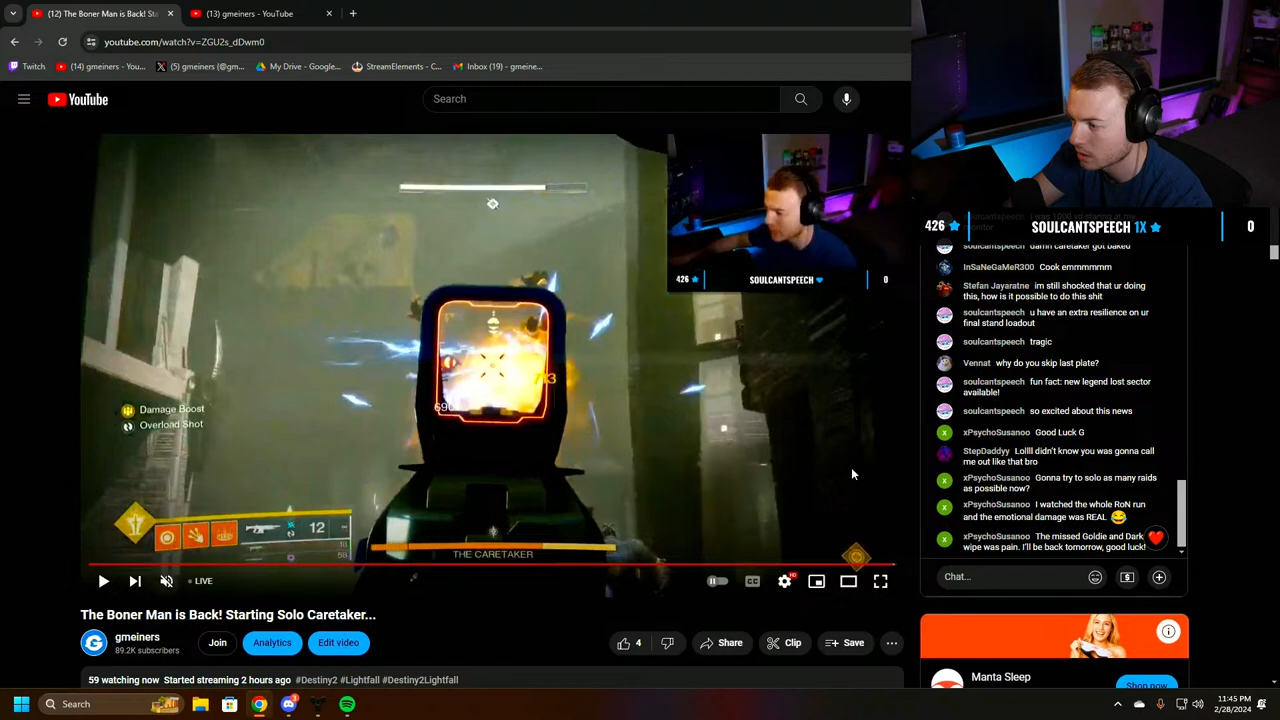 (12) The Boner Man is Back! Sta
(13) gmeiners - YouTube
youtube.com/watch?v=ZGU2s_dDwm0
Twitch
(14) gmeiners - You...
(5) gmeiners (@gm...
My Drive - Google...
StreamElements - C...
Inbox (19) - gmeine...
YouTube
Search
426
SOULCANTSPEECH
0
Damage Boost
Overload Shot
12
THE CARETAKER
LIVE
CC
HD
The Boner Man is Back! Starting Solo Caretaker...
gmeiners
89.2K subscribers
Join
Analytics
Edit video
4
Share
Clip
Save
59 watching now Started streaming 2 hours ago #Destiny2 #Lightfall #Destiny2Lightfall
426
SOULCANTSPEECH 1X
0
soulcantspeech damn caretaker got baked
InSaNeGaMeR300 Cook emmmmmm
Stefan Jayaratne im still shocked that ur doing
this, how is it possible to do this shit
soulcantspeech u have an extra resilience on ur
final stand loadout
soulcantspeech tragic
Vennat why do you skip last plate?
soulcantspeech fun fact: new legend lost sector
available!
soulcantspeech so excited about this news
x xPsychoSusanoo Good Luck G
StepDaddyy Lollll didn't know you was gonna call
me out like that bro
x xPsychoSusanoo Gonna try to solo as many raids
as possible now?
x xPsychoSusanoo I watched the whole RoN run
and the emotional damage was REAL
x xPsychoSusanoo The missed Goldie and Dark
wipe was pain. I'll be back tomorrow, good luck!
Chat...
Manta Sleep
Shop now
Search
11:45 PM
2/28/2024